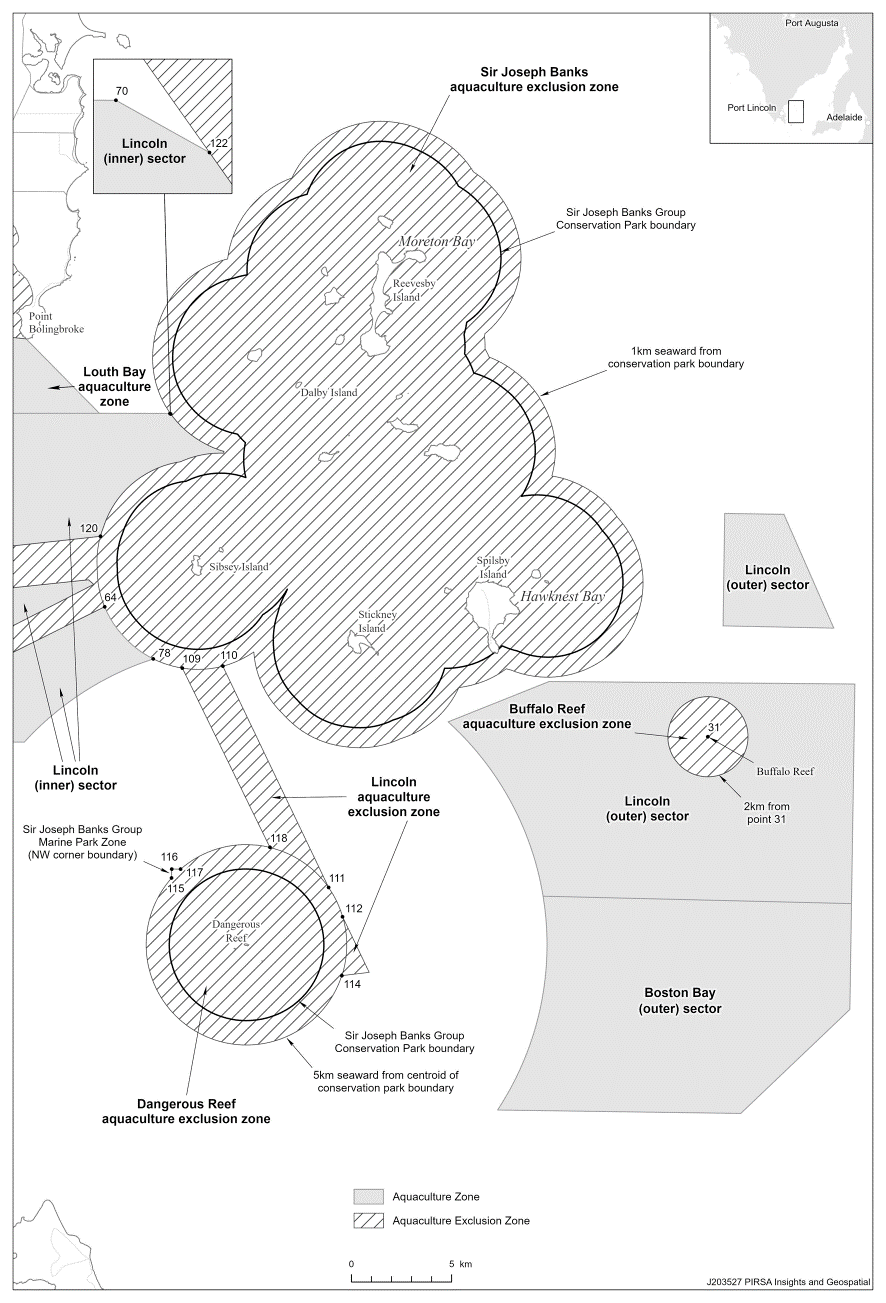 Port Augusta
Port Lincoln
Adelaide
Sir Joseph Banks
aquaculture exclusion zone
70
Lincoln
(inner) sector
122
Sir Joseph Banks Group
Conservation Park boundary
Moreton Bay
Reevesby
Island
Point
Bolingbroke
1km seaward from
conservation park boundary
Louth Bay
aquaculture
zone
Dalby Island
120
Sibsey Island
Spilsby
Island
Hawknest Bay
Lincoln
(outer) sector
64
Stickney
Island
78
109
110
Buffalo Reef
aquaculture exclusion zone
31
Buffalo Reef
2km from
point 31
Lincoln
(outer) sector
Lincoln
(inner) sector
Lincoln
aquaculture
exclusion zone
Sir Joseph Banks Group
Marine Park Zone
(NW corner boundary)
118
116
117
115
111
112
Dangerous
Reef
114
Boston Bay
(outer) sector
Sir Joseph Banks Group
Conservation Park boundary
5km seaward from centroid of
conservation park boundary
Dangerous Reef
aquaculture exclusion zone
Aquaculture Zone
Aquaculture Exclusion Zone
0 5 km
J203527 PIRSA Insights and Geospatial